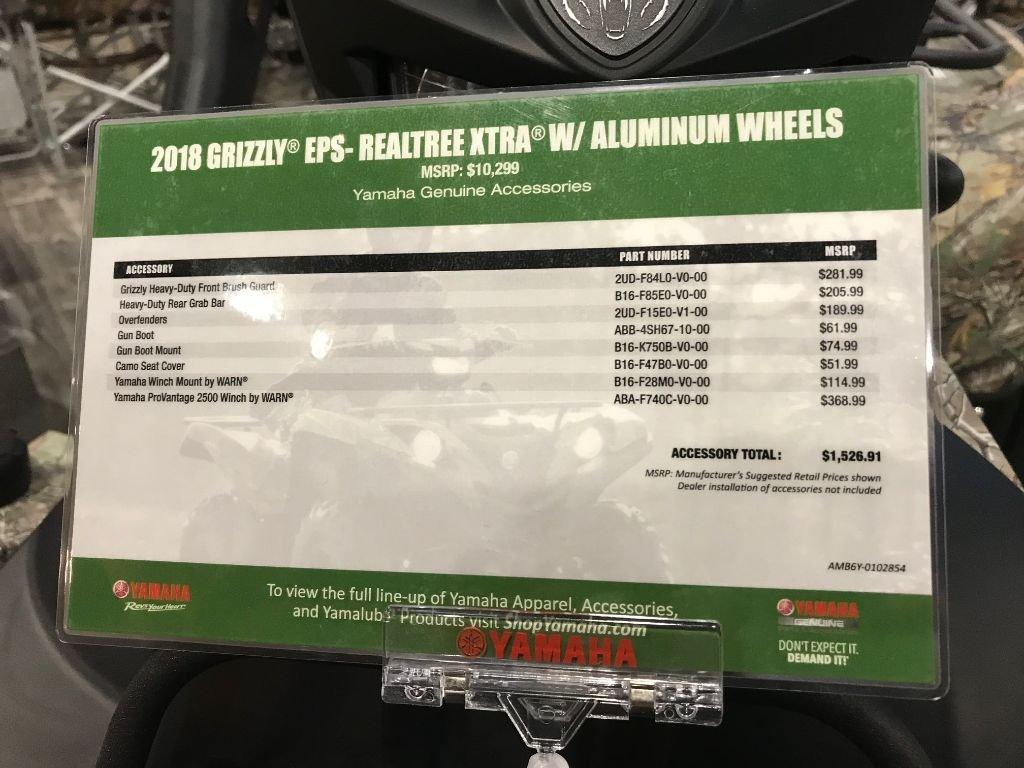 2018 GRIZZLY® EPS- REALTREE XTRA® W/ ALUMINUM WHEELS
MSRP: $10,299
Yamaha Genuine Accessories
ACCESSORY PART NUMBER MSRP
Grizzly Heavy-Duty Front Brush Guard 2UD-F84L0-V0-00 $281.99
Heavy-Duty Rear Grab Bar B16-F85E0-V0-00 $205.99
Overfenders 2UD-F15E0-V1-00 $189.99
Gun Boot ABB-4SH67-10-00 $61.99
Gun Boot Mount B16-K750B-V0-00 $74.99
Camo Seat Cover B16-F47B0-V0-00 $51.99
Yamaha Winch Mount by WARN® B16-F28M0-V0-00 $114.99
Yamaha ProVantage 2500 Winch by WARN® ABA-F740C-V0-00 $368.99
ACCESSORY TOTAL: $1,526.91
MSRP: Manufacturer's Suggested Retail Prices shown
Dealer installation of accessories not included
AMB6Y-0102854
YAMAHA
Revs Your Heart
To view the full line-up of Yamaha Apparel, Accessories,
and Yamalube Products visit ShopYamaha.com
YAMAHA
GENUINE
DON'T EXPECT IT.
DEMAND IT!
YAMAHA